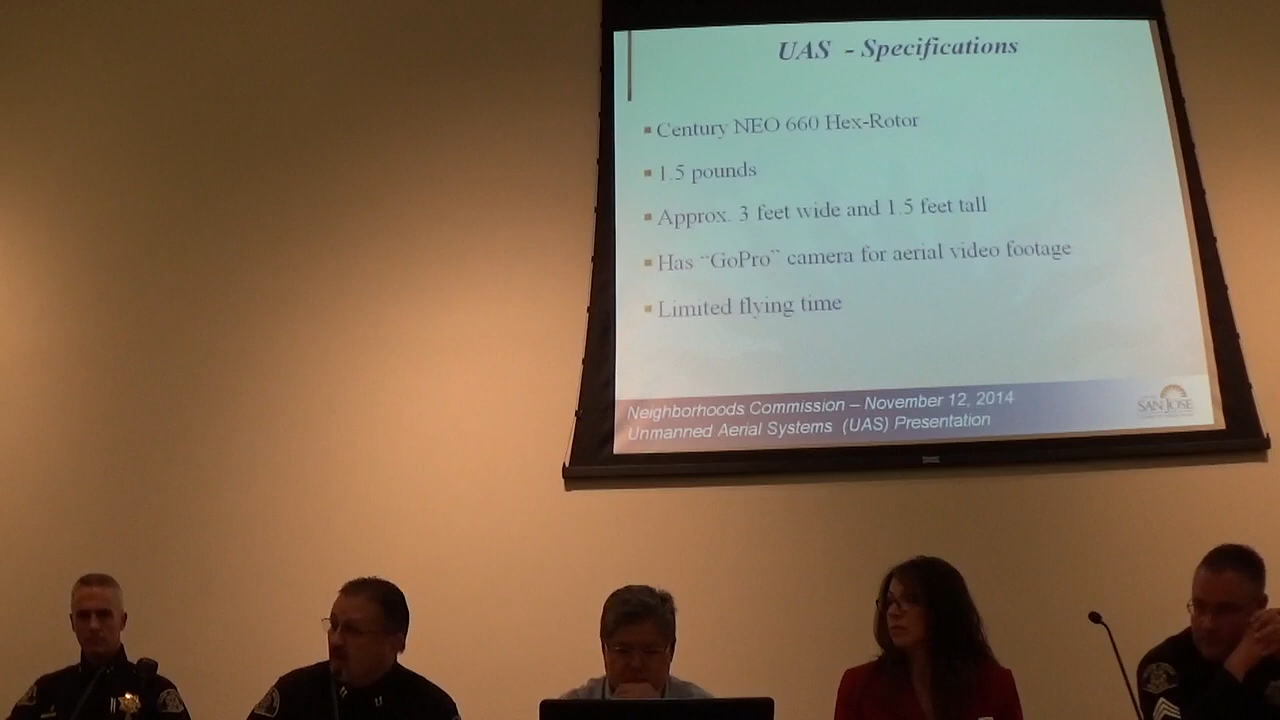 UAS - Specifications
Century NEO 660 Hex-Rotor
1.5 pounds
Approx. 3 feet wide and 1.5 feet tall
Has “GoPro” camera for aerial video footage
Limited flying time
Neighborhoods Commission – November 12, 2014
Unmanned Aerial Systems (UAS) Presentation
SAN JOSE